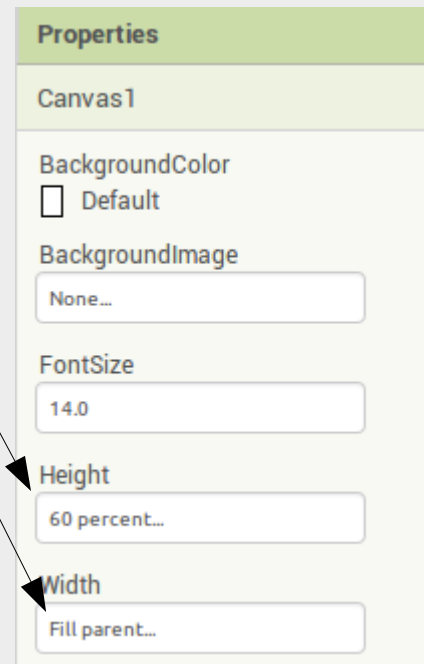 Properties
Canvas1
BackgroundColor
Default
BackgroundImage
None...
FontSize
14.0
Height
60 percent...
Width
Fill parent...